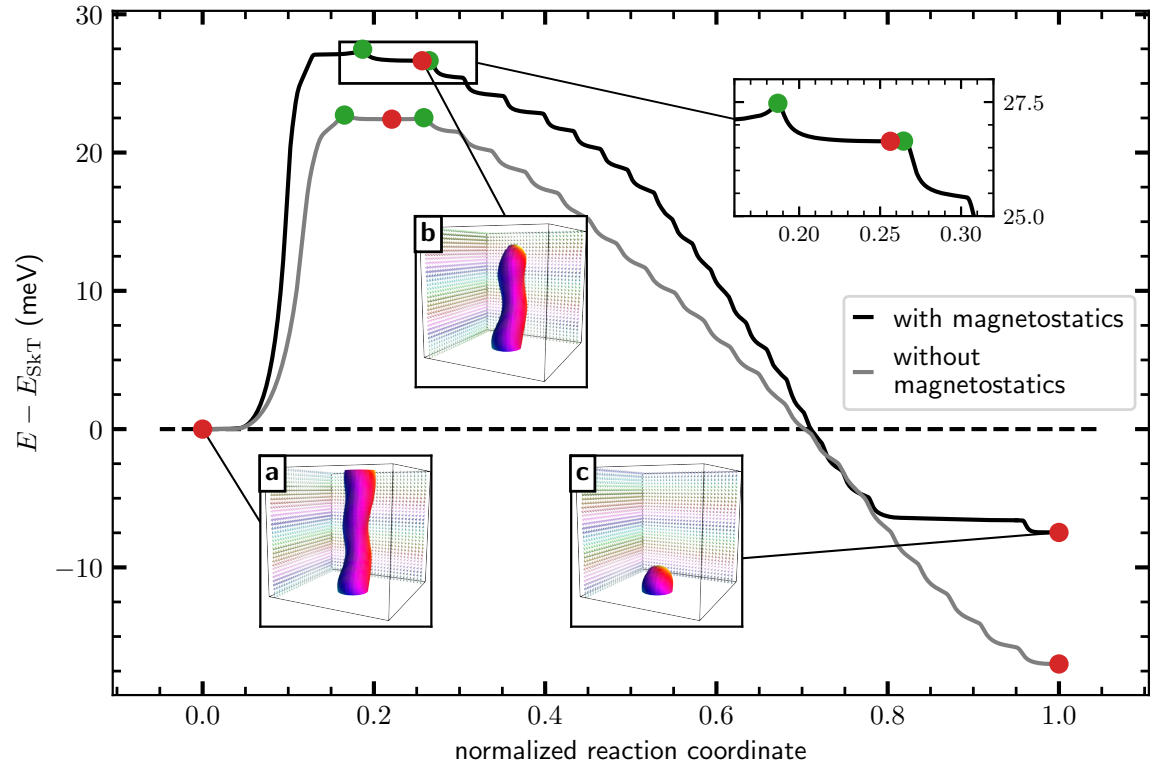 30
20
10
0
−10
E − E_SkT (meV)
0.0 0.2 0.4 0.6 0.8 1.0
normalized reaction coordinate
27.5
25.0
0.20 0.25 0.30
with magnetostatics
without
magnetostatics
b
a
c